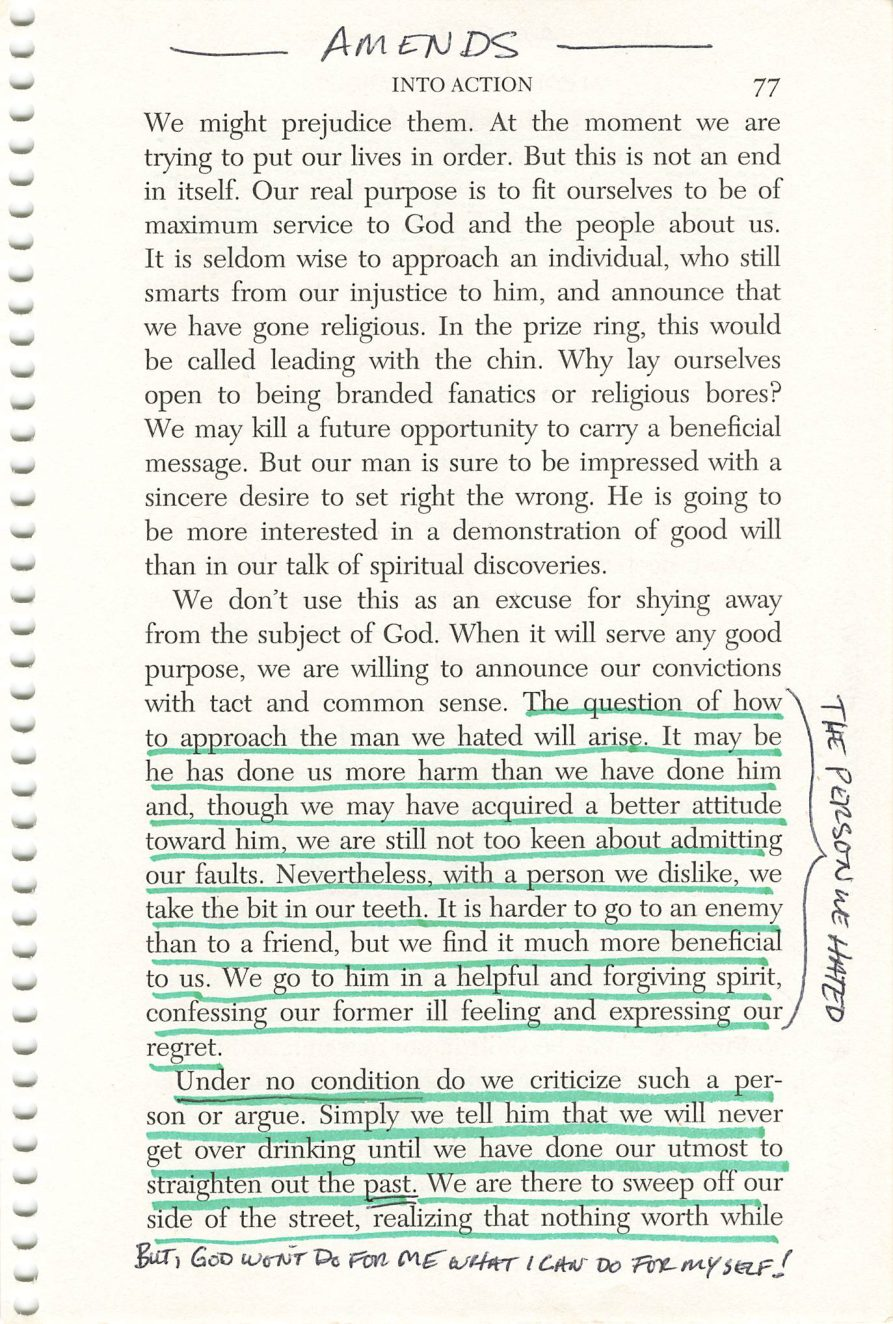 AMENDS
INTO ACTION 77
We might prejudice them. At the moment we are
trying to put our lives in order. But this is not an end
in itself. Our real purpose is to fit ourselves to be of
maximum service to God and the people about us.
It is seldom wise to approach an individual, who still
smarts from our injustice to him, and announce that
we have gone religious. In the prize ring, this would
be called leading with the chin. Why lay ourselves
open to being branded fanatics or religious bores?
We may kill a future opportunity to carry a beneficial
message. But our man is sure to be impressed with a
sincere desire to set right the wrong. He is going to
be more interested in a demonstration of good will
than in our talk of spiritual discoveries.
We don't use this as an excuse for shying away
from the subject of God. When it will serve any good
purpose, we are willing to announce our convictions
with tact and common sense. The question of how
to approach the man we hated will arise. It may be
he has done us more harm than we have done him
and, though we may have acquired a better attitude
toward him, we are still not too keen about admitting
our faults. Nevertheless, with a person we dislike, we
take the bit in our teeth. It is harder to go to an enemy
than to a friend, but we find it much more beneficial
to us. We go to him in a helpful and forgiving spirit,
confessing our former ill feeling and expressing our
regret.
THE PERSON WE HATED
Under no condition do we criticize such a per-
son or argue. Simply we tell him that we will never
get over drinking until we have done our utmost to
straighten out the past. We are there to sweep off our
side of the street, realizing that nothing worth while
BUT, GOD WON'T DO FOR ME WHAT I CAN DO FOR MYSELF!